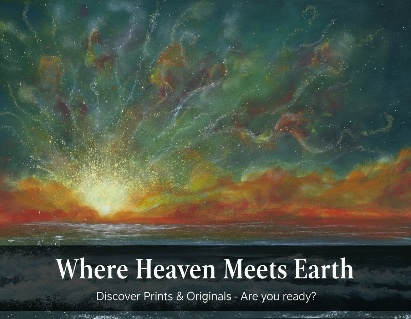 Where Heaven Meets Earth
Discover Prints & Originals - Are you ready?